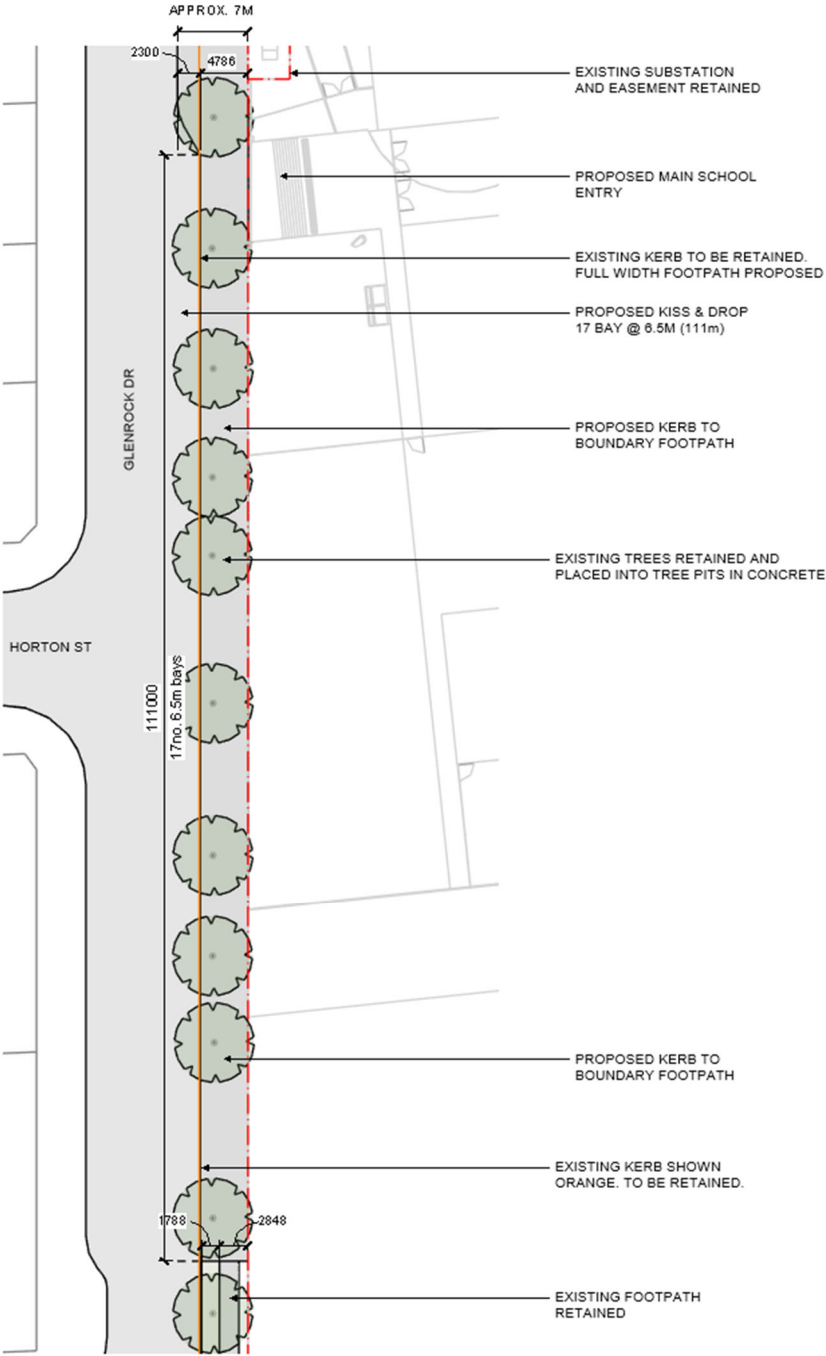 APPROX. 7M
2300
4786
EXISTING SUBSTATION
AND EASEMENT RETAINED
PROPOSED MAIN SCHOOL
ENTRY
EXISTING KERB TO BE RETAINED.
FULL WIDTH FOOTPATH PROPOSED
PROPOSED KISS & DROP
17 BAY @ 6.5M (111m)
GLENROCK DR
PROPOSED KERB TO
BOUNDARY FOOTPATH
EXISTING TREES RETAINED AND
PLACED INTO TREE PITS IN CONCRETE
HORTON ST
111000
17no. 6.5m bays
PROPOSED KERB TO
BOUNDARY FOOTPATH
EXISTING KERB SHOWN
ORANGE. TO BE RETAINED.
1788
2848
EXISTING FOOTPATH
RETAINED